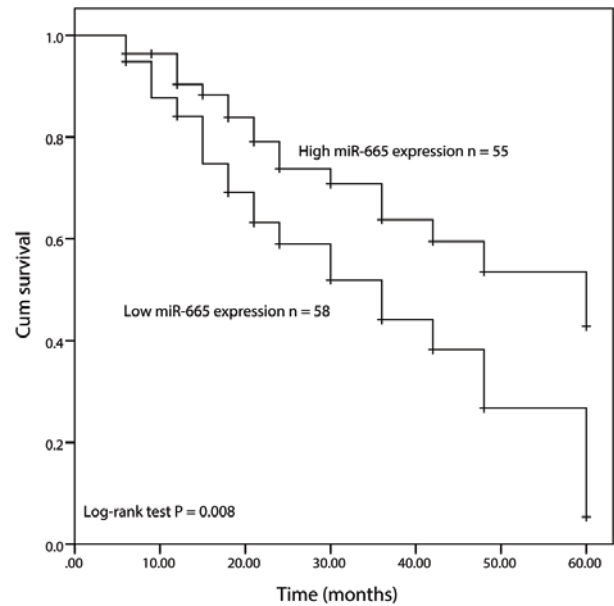 1.0
0.8
0.6
0.4
0.2
0.0
Cum survival
High miR-665 expression n = 55
Low miR-665 expression n = 58
Log-rank test P = 0.008
.00 10.00 20.00 30.00 40.00 50.00 60.00
Time (months)